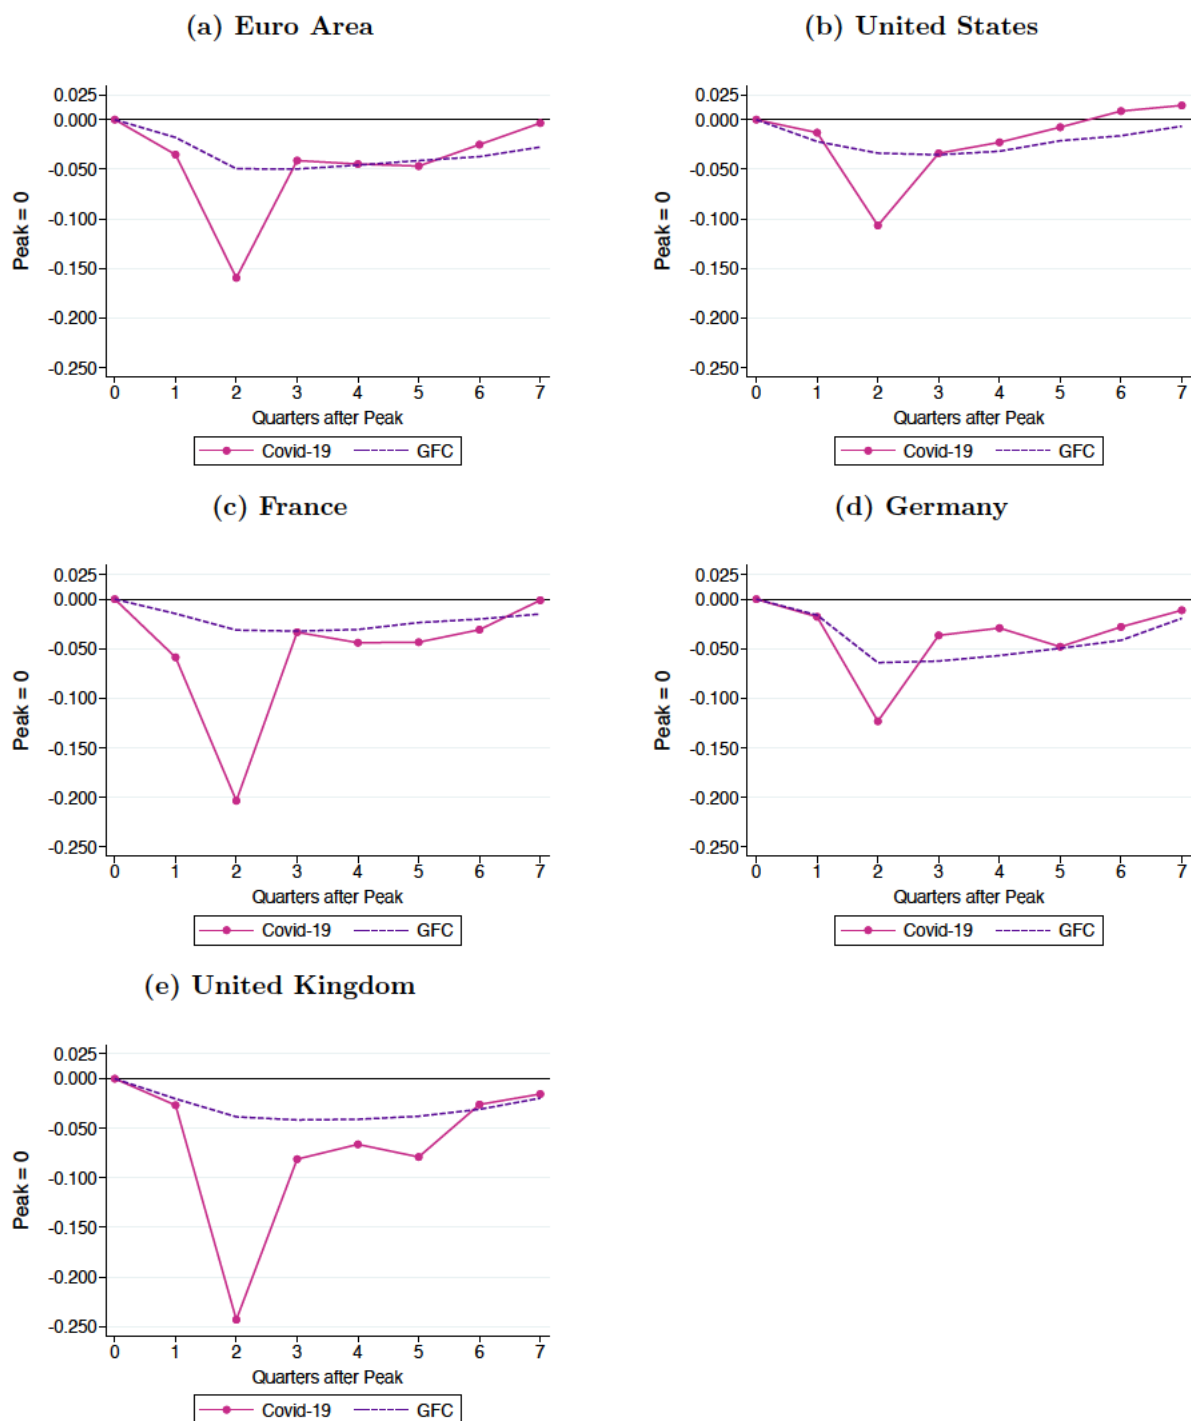 (a) Euro Area
0.025
0.000
-0.050
-0.100
-0.150
-0.200
-0.250
Peak = 0
0 1 2 3 4 5 6 7
Quarters after Peak
Covid-19 GFC
(b) United States
0.025
0.000
-0.050
-0.100
-0.150
-0.200
-0.250
Peak = 0
0 1 2 3 4 5 6 7
Quarters after Peak
Covid-19 GFC
(c) France
0.025
0.000
-0.050
-0.100
-0.150
-0.200
-0.250
Peak = 0
0 1 2 3 4 5 6 7
Quarters after Peak
Covid-19 GFC
(d) Germany
0.025
0.000
-0.050
-0.100
-0.150
-0.200
-0.250
Peak = 0
0 1 2 3 4 5 6 7
Quarters after Peak
Covid-19 GFC
(e) United Kingdom
0.025
0.000
-0.050
-0.100
-0.150
-0.200
-0.250
Peak = 0
0 1 2 3 4 5 6 7
Quarters after Peak
Covid-19 GFC